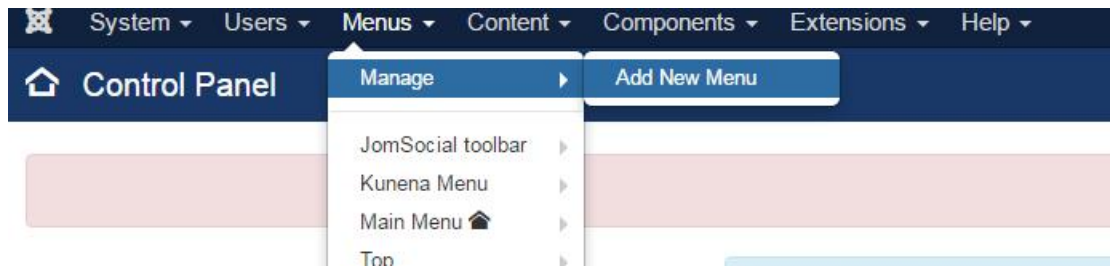 System Users Menus Content Components Extensions Help
Control Panel
Manage
Add New Menu
JomSocial toolbar
Kunena Menu
Main Menu
Top